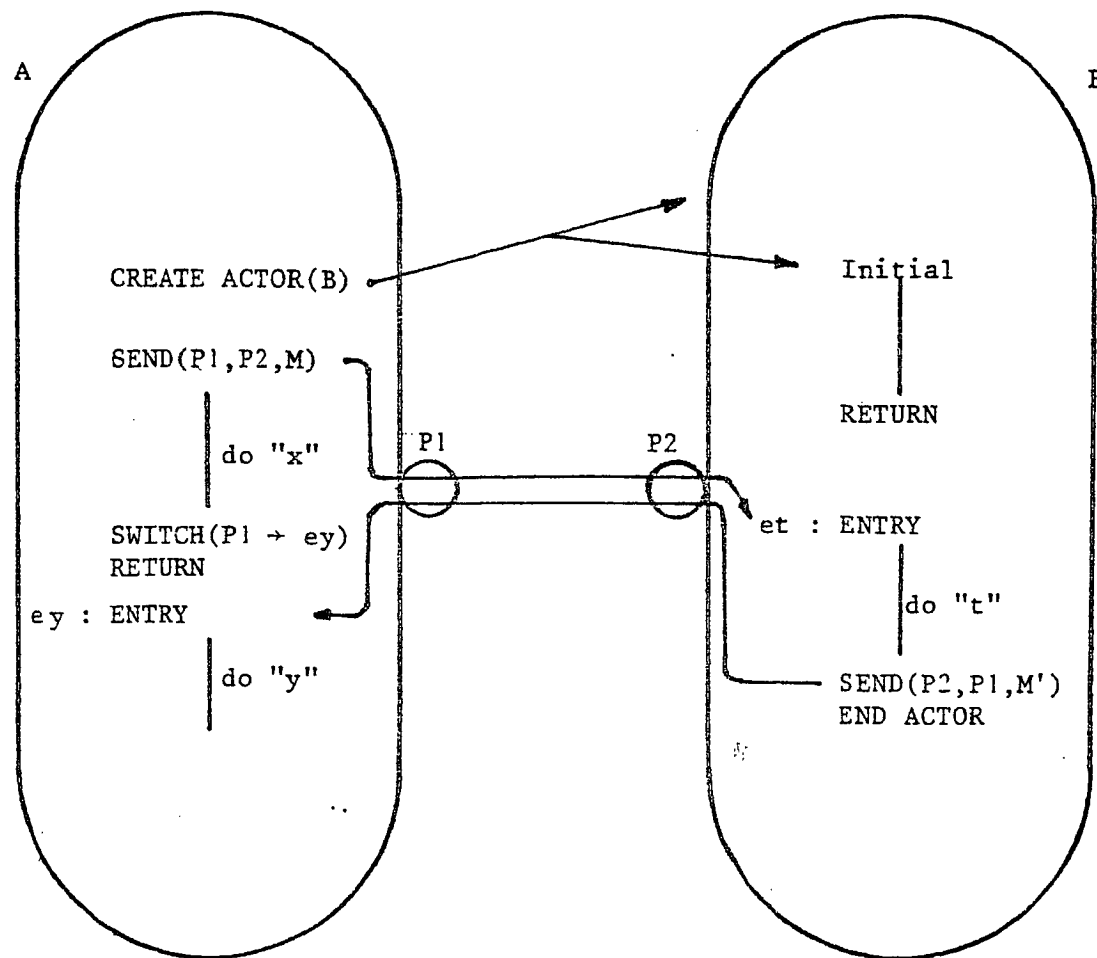 A
CREATE ACTOR(B)
SEND(P1,P2,M)
do "x"
SWITCH(P1 → ey)
RETURN
ey : ENTRY
do "y"
P1
P2
Initial
RETURN
et : ENTRY
do "t"
SEND(P2,P1,M')
END ACTOR